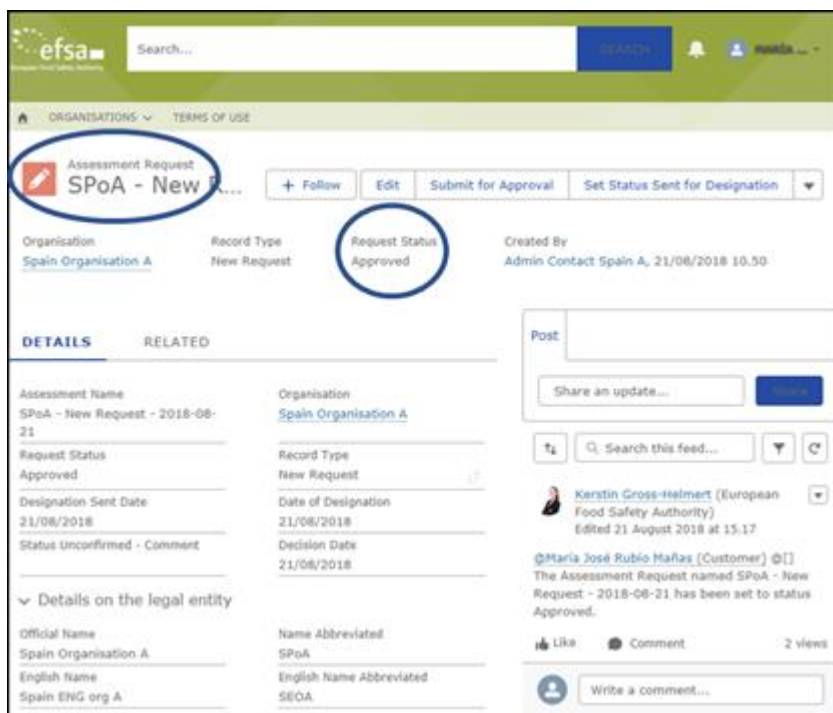 efsa
European Food Safety Authority
Search...
SEARCH
ORGANISATIONS
TERMS OF USE
Assessment Request
SPoA - New R...
+ Follow
Edit
Submit for Approval
Set Status Sent for Designation
Organisation
Spain Organisation A
Record Type
New Request
Request Status
Approved
Created By
Admin Contact Spain A, 21/08/2018 10.50
DETAILS
RELATED
Assessment Name
SPoA - New Request - 2018-08-
21
Organisation
Spain Organisation A
Request Status
Approved
Record Type
New Request
Designation Sent Date
21/08/2018
Date of Designation
21/08/2018
Status Unconfirmed - Comment
Decision Date
21/08/2018
Details on the legal entity
Official Name
Spain Organisation A
Name Abbreviated
SPoA
English Name
Spain ENG org A
English Name Abbreviated
SEOA
Post
Share an update...
Share
Search this feed...
Kerstin Gross-Helmert (European
Food Safety Authority)
Edited 21 August 2018 at 15.17
@María José Rubio Mañas (Customer) @[]
The Assessment Request named SPoA - New
Request - 2018-08-21 has been set to status
Approved.
Like
Comment
2 views
Write a comment...